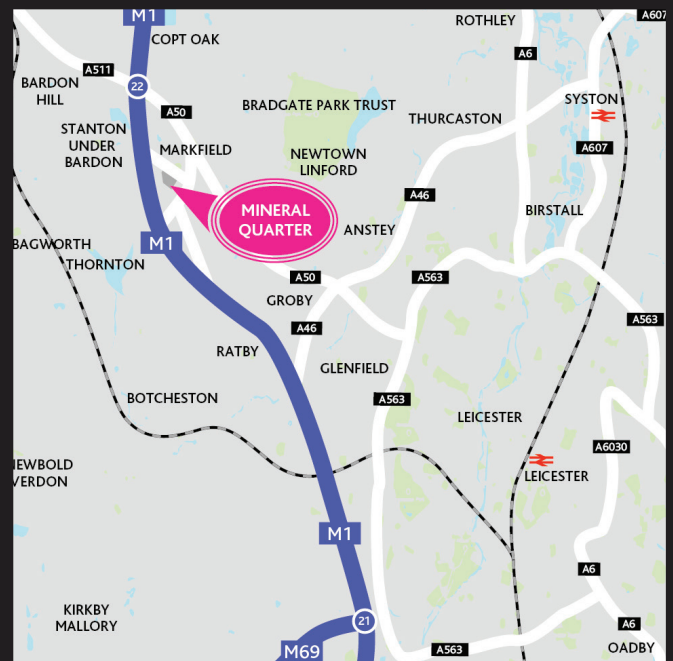 M1
COPT OAK
ROTHLEY
A607
A6
A511
BARDON
HILL
22
A50
BRADGATE PARK TRUST
THURCASTON
SYSTON
STANTON
UNDER
BARDON
MARKFIELD
NEWTOWN
LINFORD
A607
A46
MINERAL
QUARTER
BIRSTALL
ANSTEY
M1
BAGWORTH
THORNTON
A50
A563
GROBY
A46
A563
RATBY
GLENFIELD
BOTCHESTON
A563
LEICESTER
A6030
NEWBOLD
VERDON
LEICESTER
M1
A6
KIRKBY
MALLORY
21
A6
M69
A563
OADBY